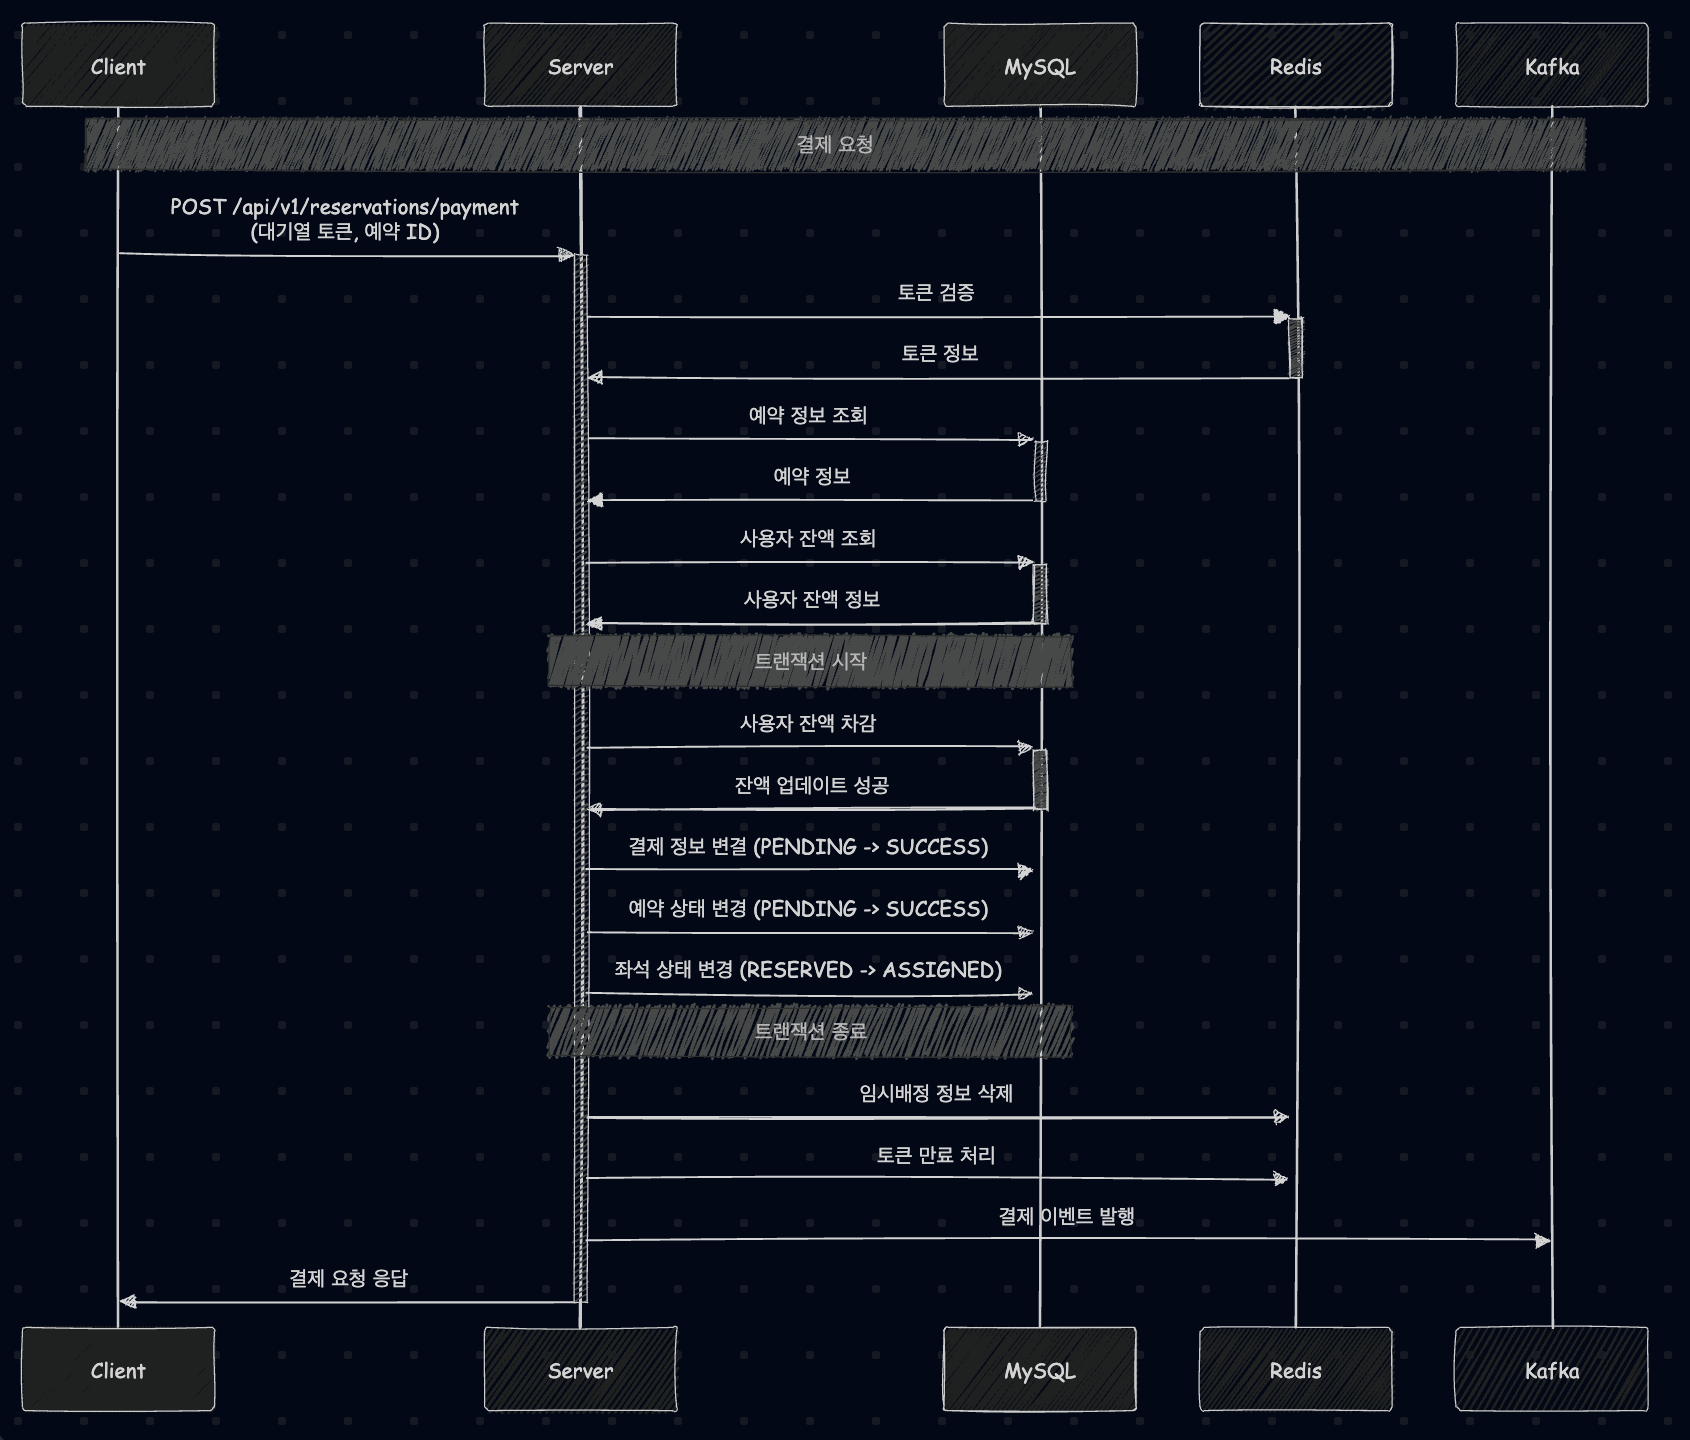 Client
Server
MySQL
Redis
Kafka
결제 요청
POST /api/v1/reservations/payment
(대기열 토큰, 예약 ID)
토큰 검증
토큰 정보
예약 정보 조회
예약 정보
사용자 잔액 조회
사용자 잔액 정보
트랜잭션 시작
사용자 잔액 차감
잔액 업데이트 성공
결제 정보 변결 (PENDING -> SUCCESS)
예약 상태 변경 (PENDING -> SUCCESS)
좌석 상태 변경 (RESERVED -> ASSIGNED)
트랜잭션 종료
임시배정 정보 삭제
토큰 만료 처리
결제 이벤트 발행
결제 요청 응답
Client
Server
MySQL
Redis
Kafka